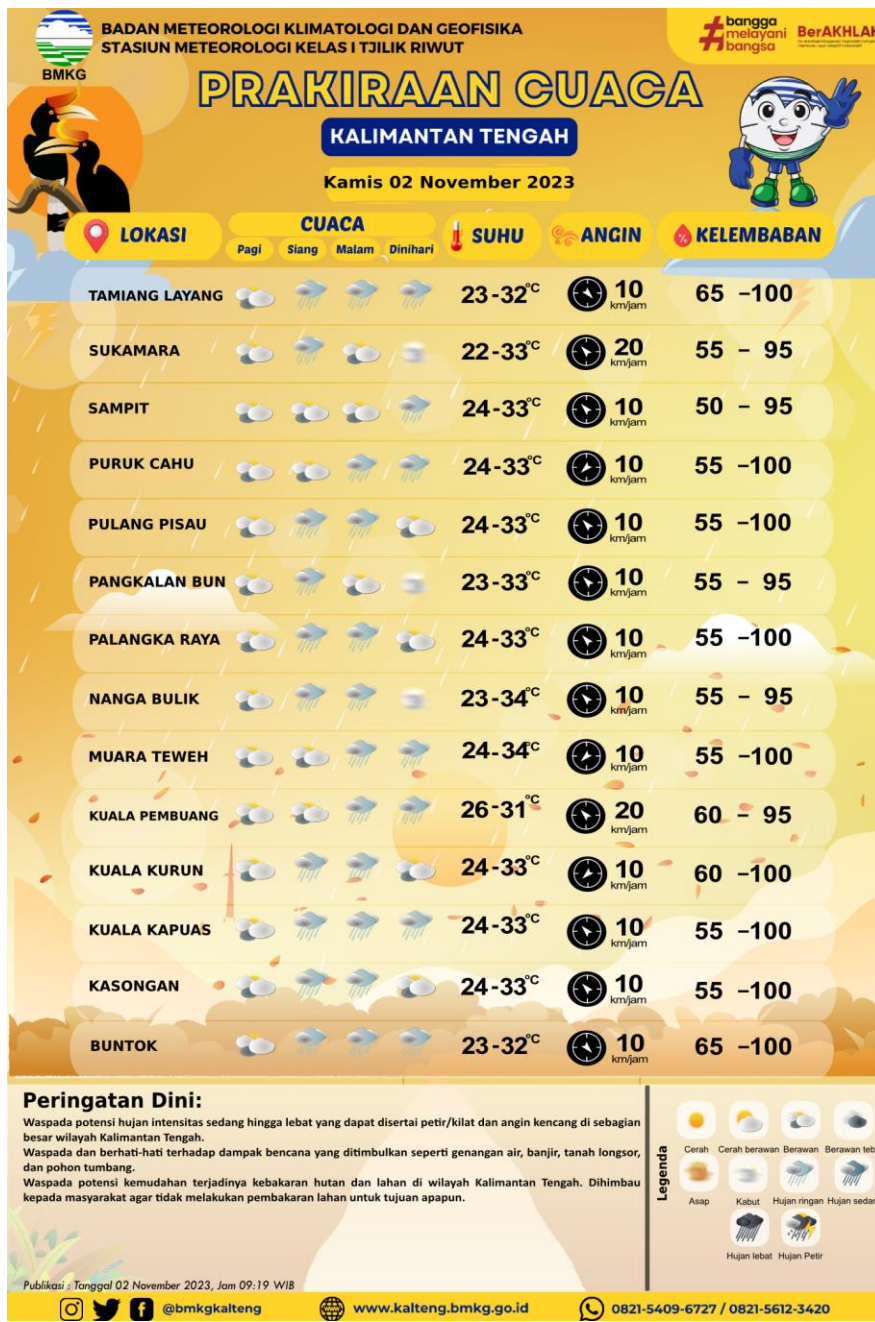 BADAN METEOROLOGI KLIMATOLOGI DAN GEOFISIKA
STASIUN METEOROLOGI KELAS I TJILIK RIWUT
BMKG
#bangga melayani bangsa
BerAKHLAK
PRAKIRAAN CUACA
KALIMANTAN TENGAH
Kamis 02 November 2023
LOKASI CUACA SUHU ANGIN % KELEMBABAN
Pagi Siang Malam Dinihari
TAMIANG LAYANG 23-32°C 10 km/jam 65 –100
SUKAMARA 22-33°C 20 km/jam 55 – 95
SAMPIT 24-33°C 10 km/jam 50 – 95
PURUK CAHU 24-33°C 10 km/jam 55 –100
PULANG PISAU 24-33°C 10 km/jam 55 –100
PANGKALAN BUN 23-33°C 10 km/jam 55 – 95
PALANGKA RAYA 24-33°C 10 km/jam 55 –100
NANGA BULIK 23-34°C 10 km/jam 55 – 95
MUARA TEWEH 24-34°C 10 km/jam 55 –100
KUALA PEMBUANG 26-31°C 20 km/jam 60 – 95
KUALA KURUN 24-33°C 10 km/jam 60 –100
KUALA KAPUAS 24-33°C 10 km/jam 55 –100
KASONGAN 24-33°C 10 km/jam 55 –100
BUNTOK 23-32°C 10 km/jam 65 –100
Peringatan Dini:
Waspada potensi hujan intensitas sedang hingga lebat yang dapat disertai petir/kilat dan angin kencang di sebagian
besar wilayah Kalimantan Tengah.
Waspada dan berhati-hati terhadap dampak bencana yang ditimbulkan seperti genangan air, banjir, tanah longsor,
dan pohon tumbang.
Waspada potensi kemudahan terjadinya kebakaran hutan dan lahan di wilayah Kalimantan Tengah. Dihimbau
kepada masyarakat agar tidak melakukan pembakaran lahan untuk tujuan apapun.
Legenda
Cerah Cerah berawan Berawan Berawan teb
Asap Kabut Hujan ringan Hujan sedan
Hujan lebat Hujan Petir
Publikasi : Tanggal 02 November 2023, Jam 09:19 WIB
@bmkgkalteng www.kalteng.bmkg.go.id 0821-5409-6727 / 0821-5612-3420